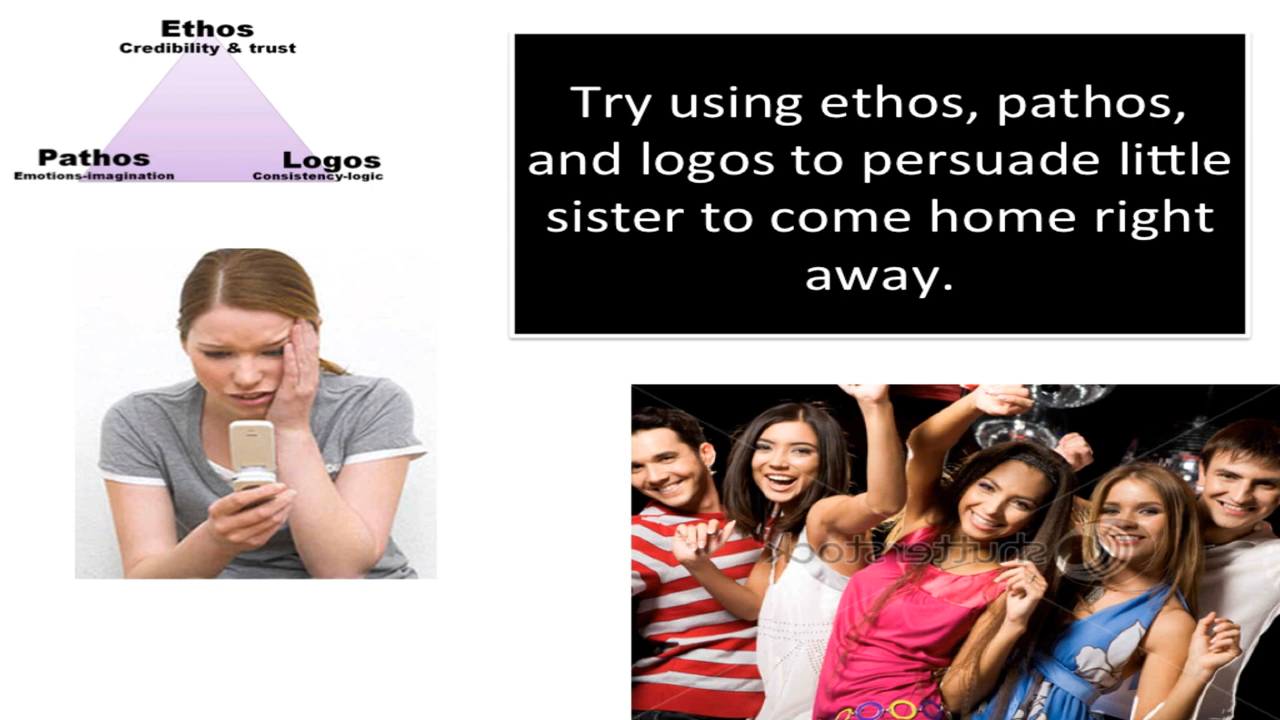 Ethos
Credibility & trust
Pathos
Emotions-imagination
Logos
Consistency-logic
Try using ethos, pathos,
and logos to persuade little
sister to come home right
away.
shutterstock